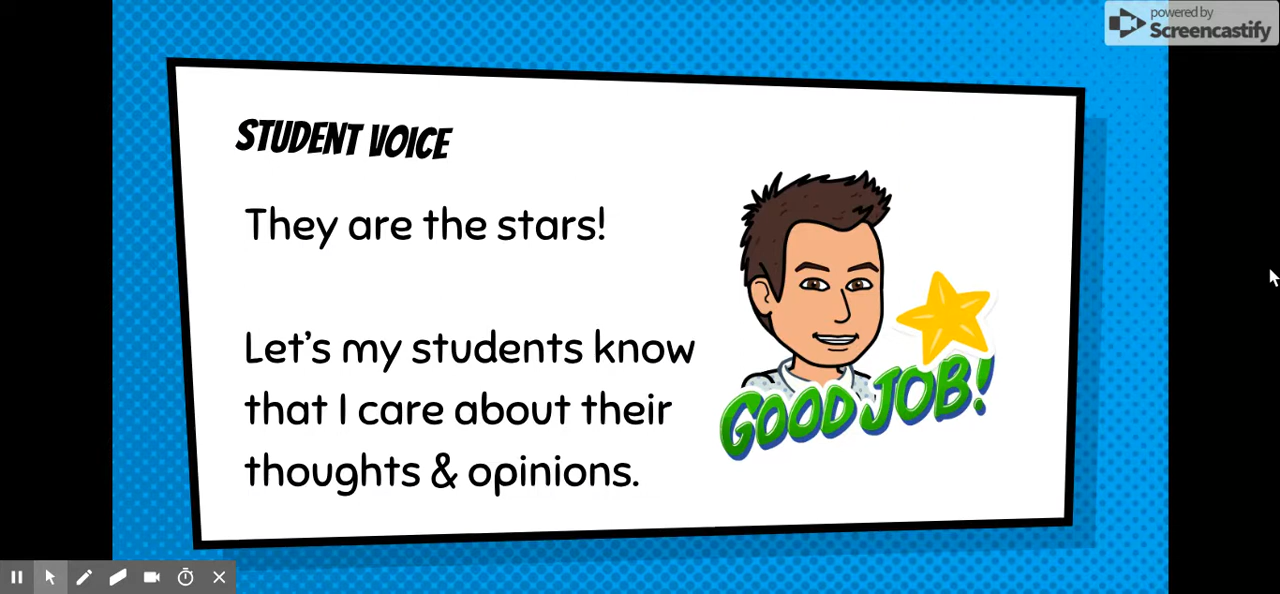 powered by
Screencastify
STUDENT VOICE
They are the stars!
Let's my students know
that I care about their
thoughts & opinions.
GOOD JOB!